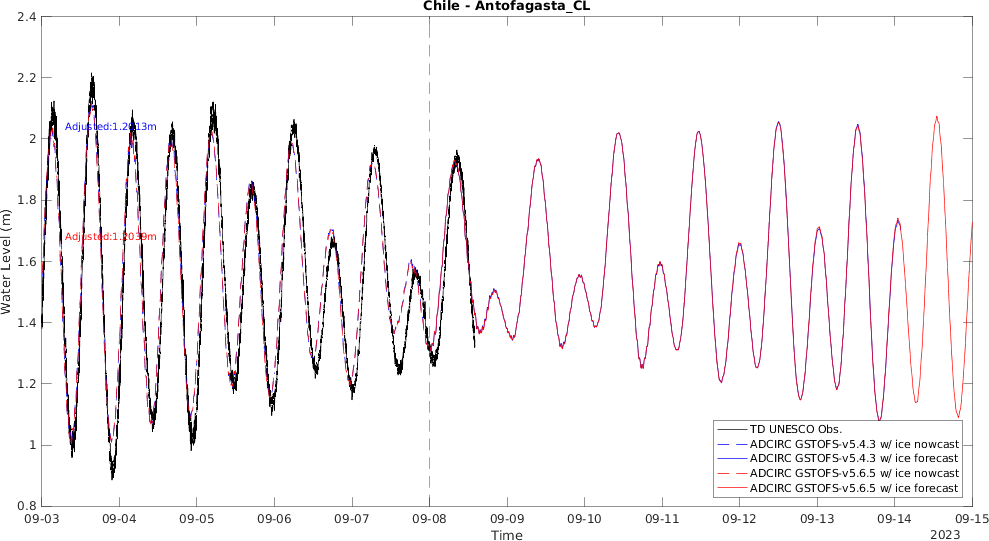 Chile - Antofagasta_CL
2.4
2.2
2
1.8
1.6
1.4
1.2
1
0.8
Water Level (m)
Adjusted:1.2013m
Adjusted:1.2039m
TD UNESCO Obs.
ADCIRC GSTOFS-v5.4.3 w/ ice nowcast
ADCIRC GSTOFS-v5.4.3 w/ ice forecast
ADCIRC GSTOFS-v5.6.5 w/ ice nowcast
ADCIRC GSTOFS-v5.6.5 w/ ice forecast
09-03 09-04 09-05 09-06 09-07 09-08 09-09 09-10 09-11 09-12 09-13 09-14 09-15
Time
2023